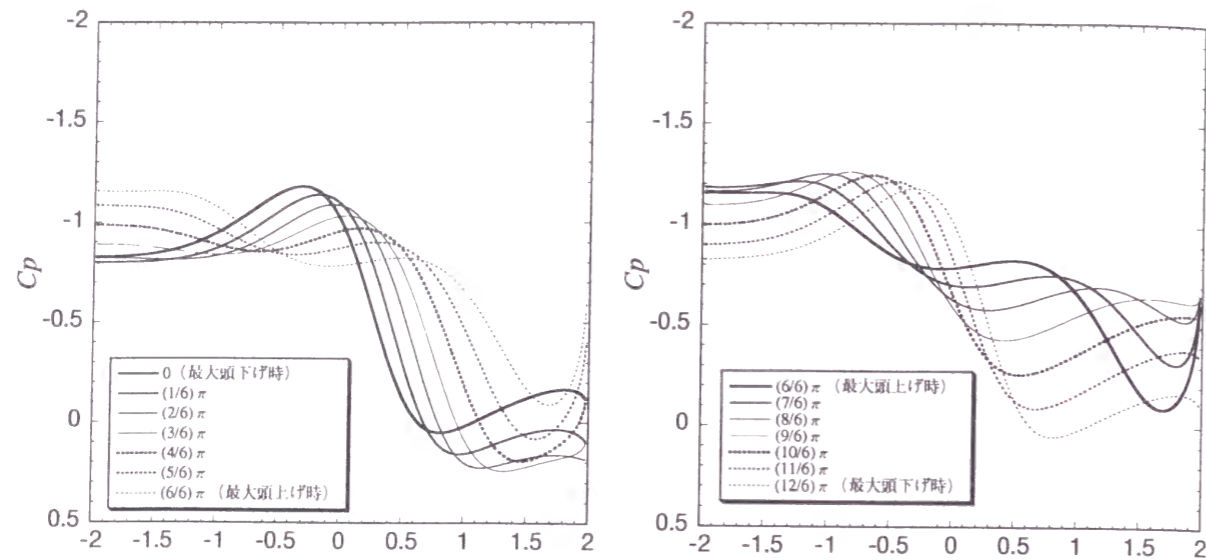 -2
-1.5
-1
-0.5
0
0.5
Cp
0 (最大頭下げ時)
(1/6) π
(2/6) π
(3/6) π
(4/6) π
(5/6) π
(6/6) π (最大頭上げ時)
-2 -1.5 -1 -0.5 0 0.5 1 1.5 2
-2
-1.5
-1
-0.5
0
0.5
Cp
(6/6) π (最大頭上げ時)
(7/6) π
(8/6) π
(9/6) π
(10/6) π
(11/6) π
(12/6) π (最大頭下げ時)
-2 -1.5 -1 -0.5 0 0.5 1 1.5 2